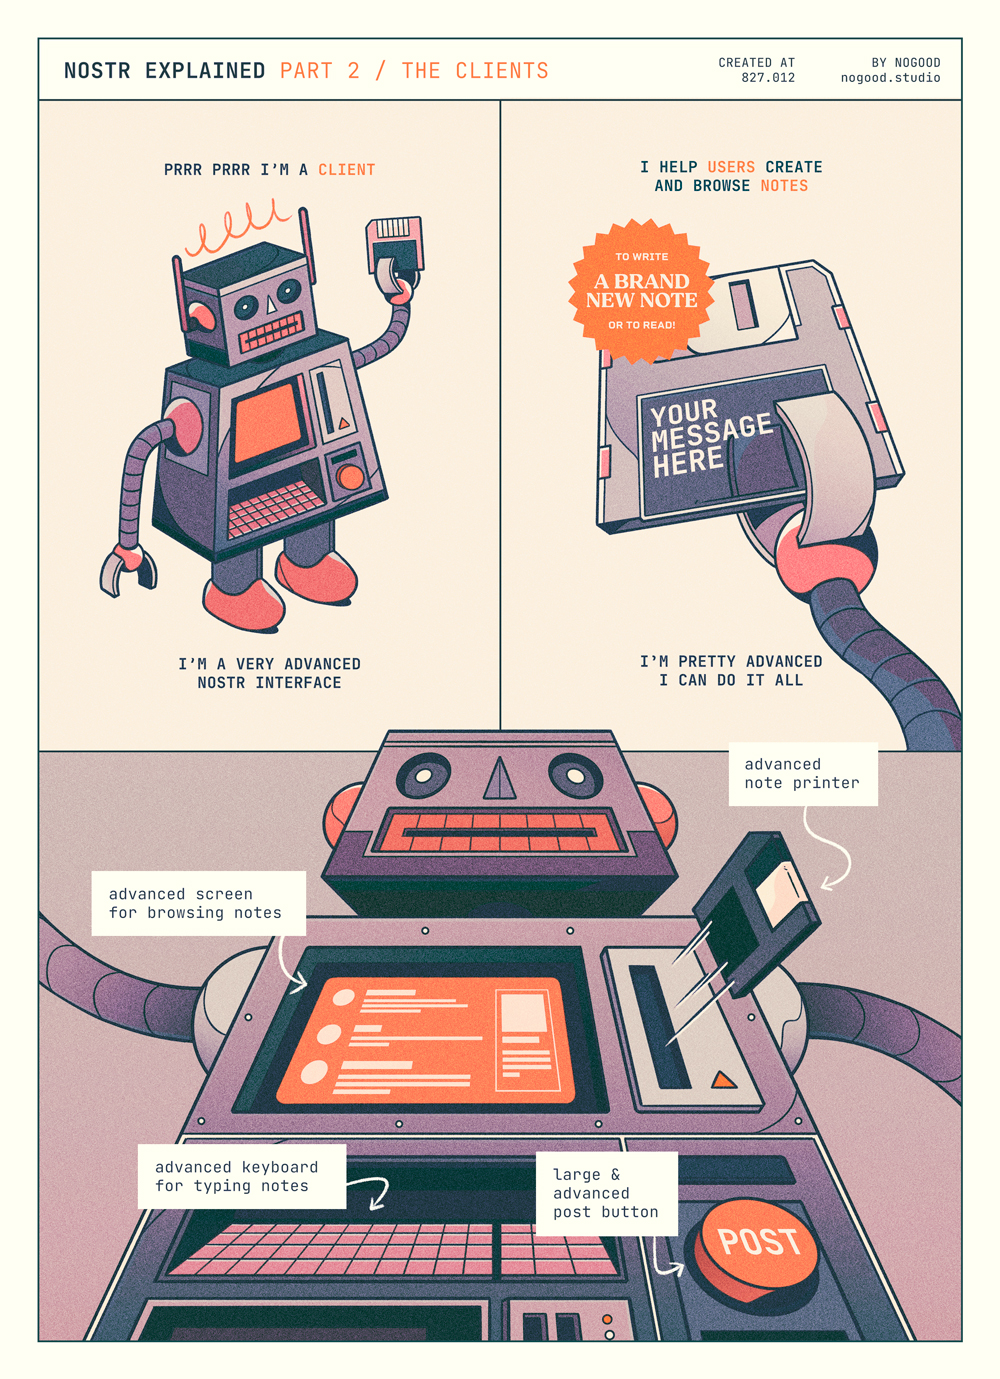 NOSTR EXPLAINED PART 2 / THE CLIENTS
CREATED AT
827.012
BY NOGOOD
nogood.studio
PRRR PRRR I'M A CLIENT
I'M A VERY ADVANCED
NOSTR INTERFACE
I HELP USERS CREATE
AND BROWSE NOTES
TO WRITE
A BRAND
NEW NOTE
OR TO READ!
YOUR
MESSAGE
HERE
I'M PRETTY ADVANCED
I CAN DO IT ALL
advanced
note printer
advanced screen
for browsing notes
advanced keyboard
for typing notes
large &
advanced
post button
POST